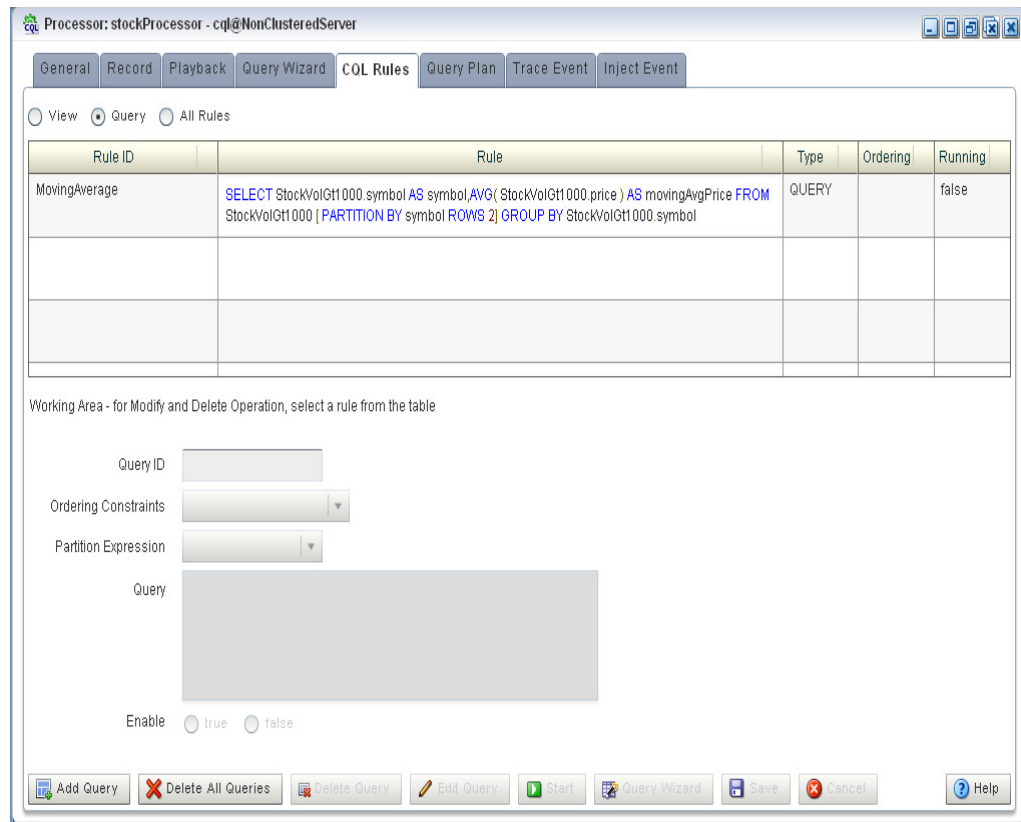 Processor: stockProcessor - cql@NonClusteredServer
General Record Playback Query Wizard CQL Rules Query Plan Trace Event Inject Event
View Query All Rules
Rule ID Rule Type Ordering Running
MovingAverage SELECT StockVolGt1000.symbol AS symbol,AVG( StockVolGt1000.price ) AS movingAvgPrice FROM QUERY false
StockVolGt1000 [ PARTITION BY symbol ROWS 2] GROUP BY StockVolGt1000.symbol
Working Area - for Modify and Delete Operation, select a rule from the table
Query ID
Ordering Constraints
Partition Expression
Query
Enable true false
Add Query Delete All Queries Delete Query Edit Query Start Query Wizard Save Cancel Help